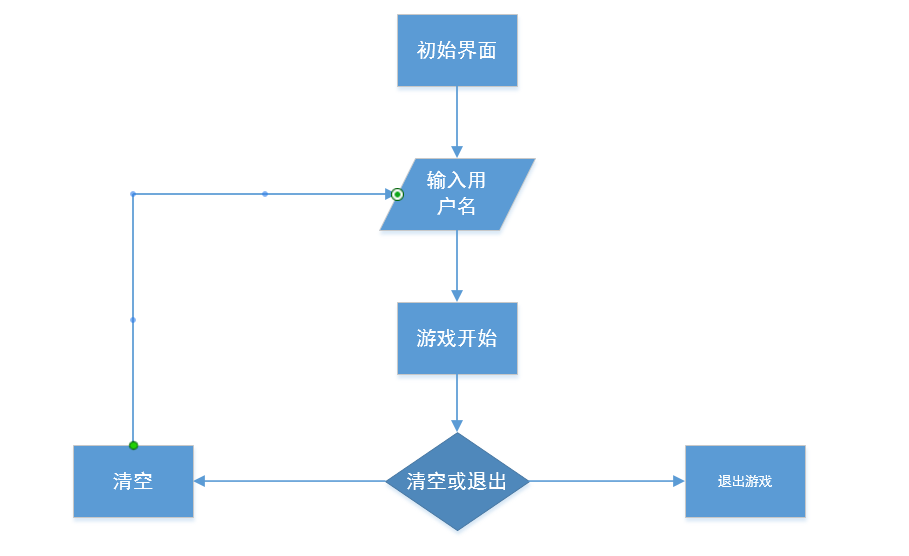 初始界面
输入用
户名
游戏开始
清空
清空或退出
退出游戏